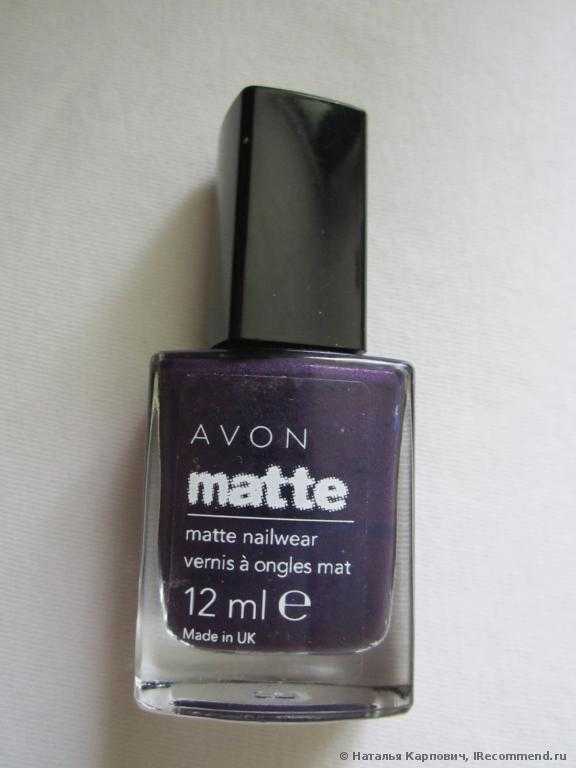 AVON
matte
matte nailwear
vernis à ongles mat
12 ml ℮
Made in UK
© Наталья Карпович, IRecommend.ru